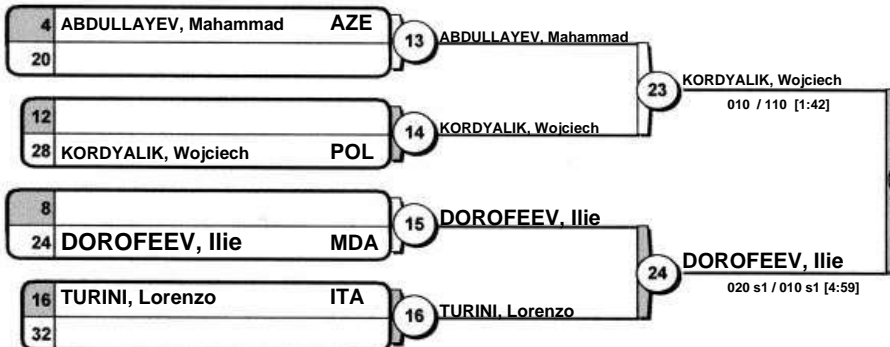 4 ABDULLAYEV, Mahammad AZE
20
13
ABDULLAYEV, Mahammad
12
28 KORDYALIK, Wojciech POL
14
KORDYALIK, Wojciech
23
KORDYALIK, Wojciech
010 / 110 [1:42]
8
24 DOROFEEV, Ilie MDA
15
DOROFEEV, Ilie
16 TURINI, Lorenzo ITA
32
16
TURINI, Lorenzo
24
DOROFEEV, Ilie
020 s1 / 010 s1 [4:59]